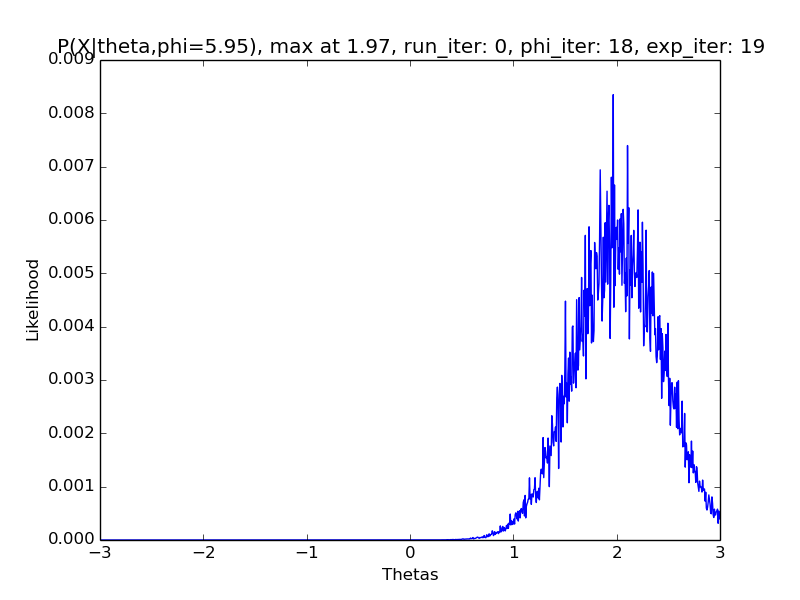 P(X|theta,phi=5.95), max at 1.97, run_iter: 0, phi_iter: 18, exp_iter: 19
0.009
0.008
0.007
0.006
0.005
0.004
0.003
0.002
0.001
0.000
Likelihood
−3 −2 −1 0 1 2 3
Thetas